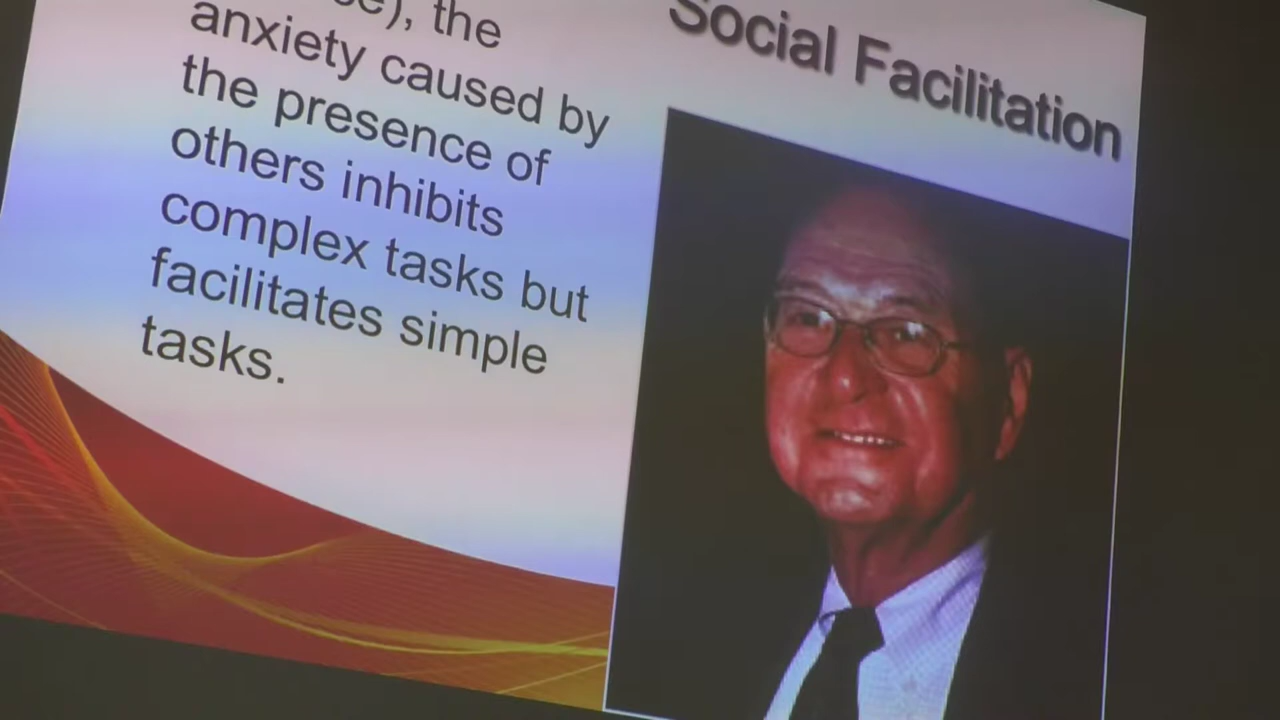 Social Facilitation
the
anxiety caused by
the presence of
others inhibits
complex tasks but
facilitates simple
tasks.